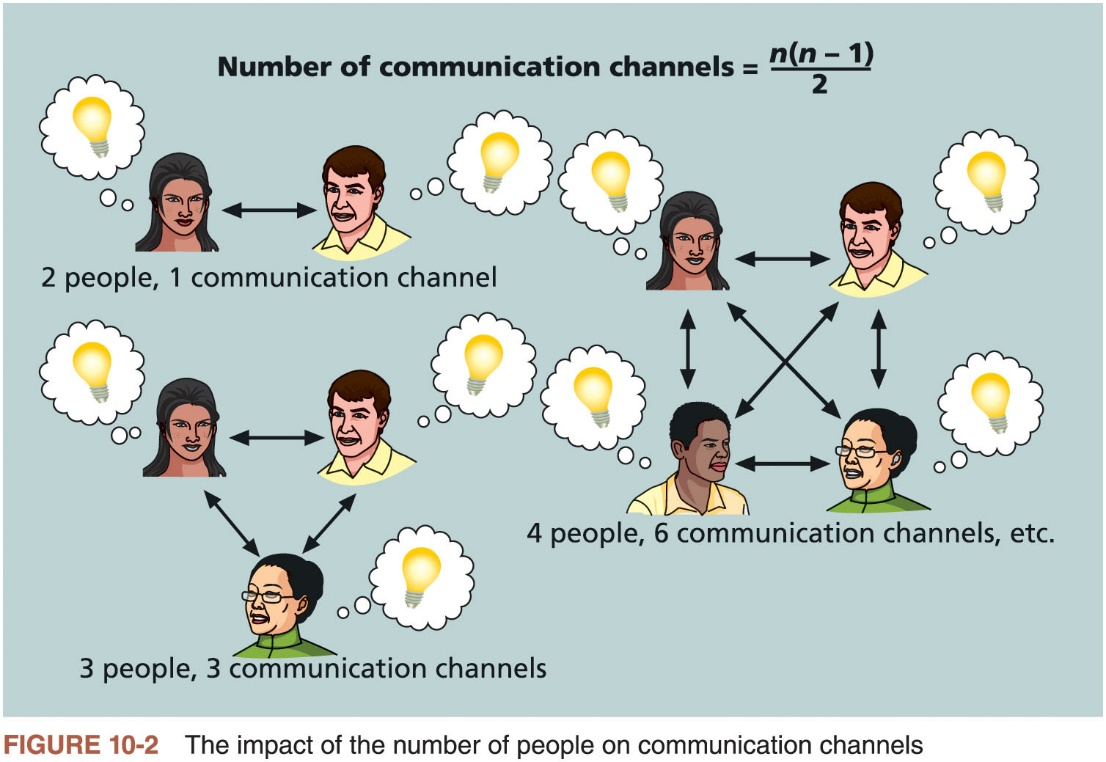 Number of communication channels = n(n – 1) / 2
2 people, 1 communication channel
4 people, 6 communication channels, etc.
3 people, 3 communication channels
FIGURE 10-2 The impact of the number of people on communication channels